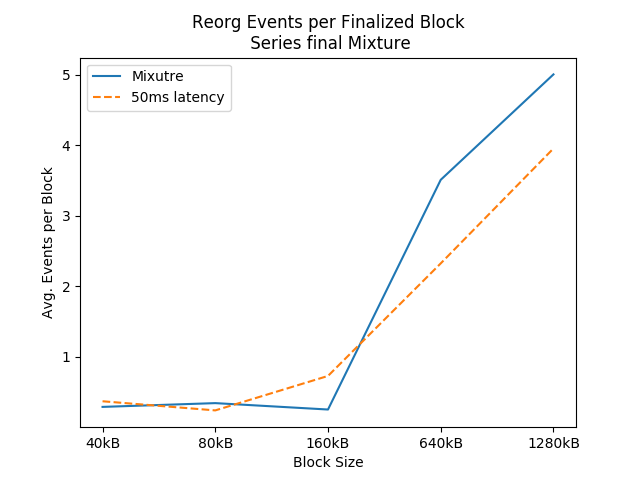 Reorg Events per Finalized Block
Series final Mixture
Mixutre
50ms latency
5
4
3
2
1
Avg. Events per Block
40kB
80kB
160kB
640kB
1280kB
Block Size